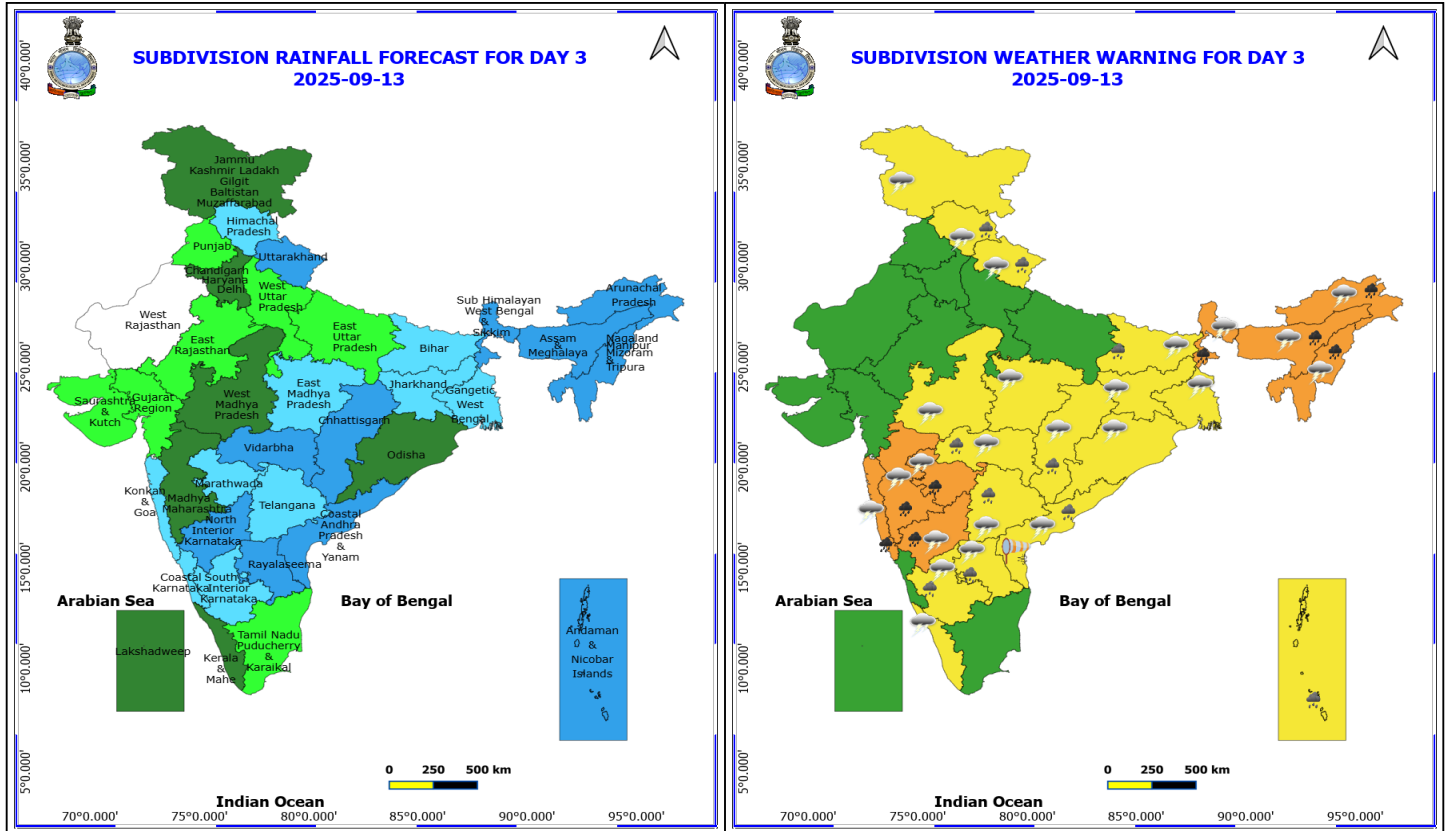 SUBDIVISION RAINFALL FORECAST FOR DAY 3
2025-09-13
40°0.000'
35°0.000'
30°0.000'
25°0.000'
20°0.000'
15°0.000'
10°0.000'
5°0.000'
Jammu
Kashmir Ladakh
Gilgit
Baltistan
Muzaffarabad
Himachal
Pradesh
Punjab
Uttarakhand
Chandigarh
Haryana
Delhi
West
Uttar
Pradesh
West
Rajasthan
East
Rajasthan
East
Uttar
Pradesh
Sub Himalayan
West Bengal
&
Sikkim
Arunachal
Pradesh
Assam
&
Meghalaya
Nagaland
Manipur
Mizoram
&
Tripura
Bihar
Jharkhand
Gangetic
West
Bengal
Saurashtra
&
Kutch
Gujarat
Region
West
Madhya
Pradesh
East
Madhya
Pradesh
Chhattisgarh
Odisha
Vidarbha
Marathwada
Konkan
&
Goa
Madhya
Maharashtra
Telangana
North
Interior
Karnataka
Coastal
Andhra
Pradesh
&
Yanam
Rayalaseema
Coastal
Karnataka
South
Interior
Karnataka
Arabian Sea
Bay of Bengal
Lakshadweep
Kerala
&
Mahe
Tamil Nadu
Puducherry
&
Karaikal
Andaman
&
Nicobar
Islands
0 250 500 km
Indian Ocean
70°0.000' 75°0.000' 80°0.000' 85°0.000' 90°0.000' 95°0.000'
SUBDIVISION WEATHER WARNING FOR DAY 3
2025-09-13
40°0.000'
35°0.000'
30°0.000'
25°0.000'
20°0.000'
15°0.000'
10°0.000'
5°0.000'
Arabian Sea
Bay of Bengal
0 250 500 km
Indian Ocean
70°0.000' 75°0.000' 80°0.000' 85°0.000' 90°0.000' 95°0.000'